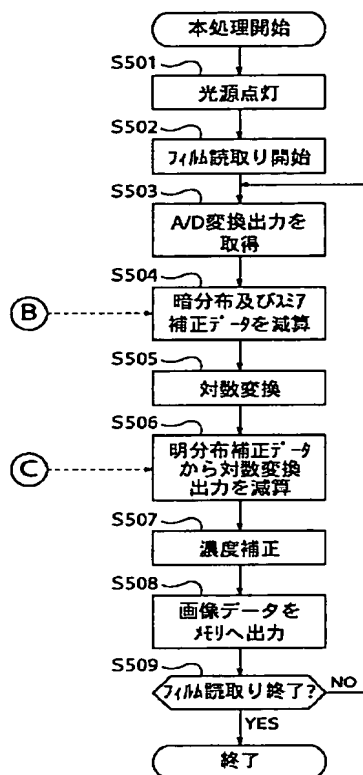 本処理開始
S501
光源点灯
S502
フィルム読取り開始
S503
A/D変換出力を
取得
S504
B
暗分布及びスミア
補正データを減算
S505
対数変換
S506
C
明分布補正データ
から対数変換
出力を減算
S507
濃度補正
S508
画像データを
メモリへ出力
S509
フィルム読取り終了?
NO
YES
終了